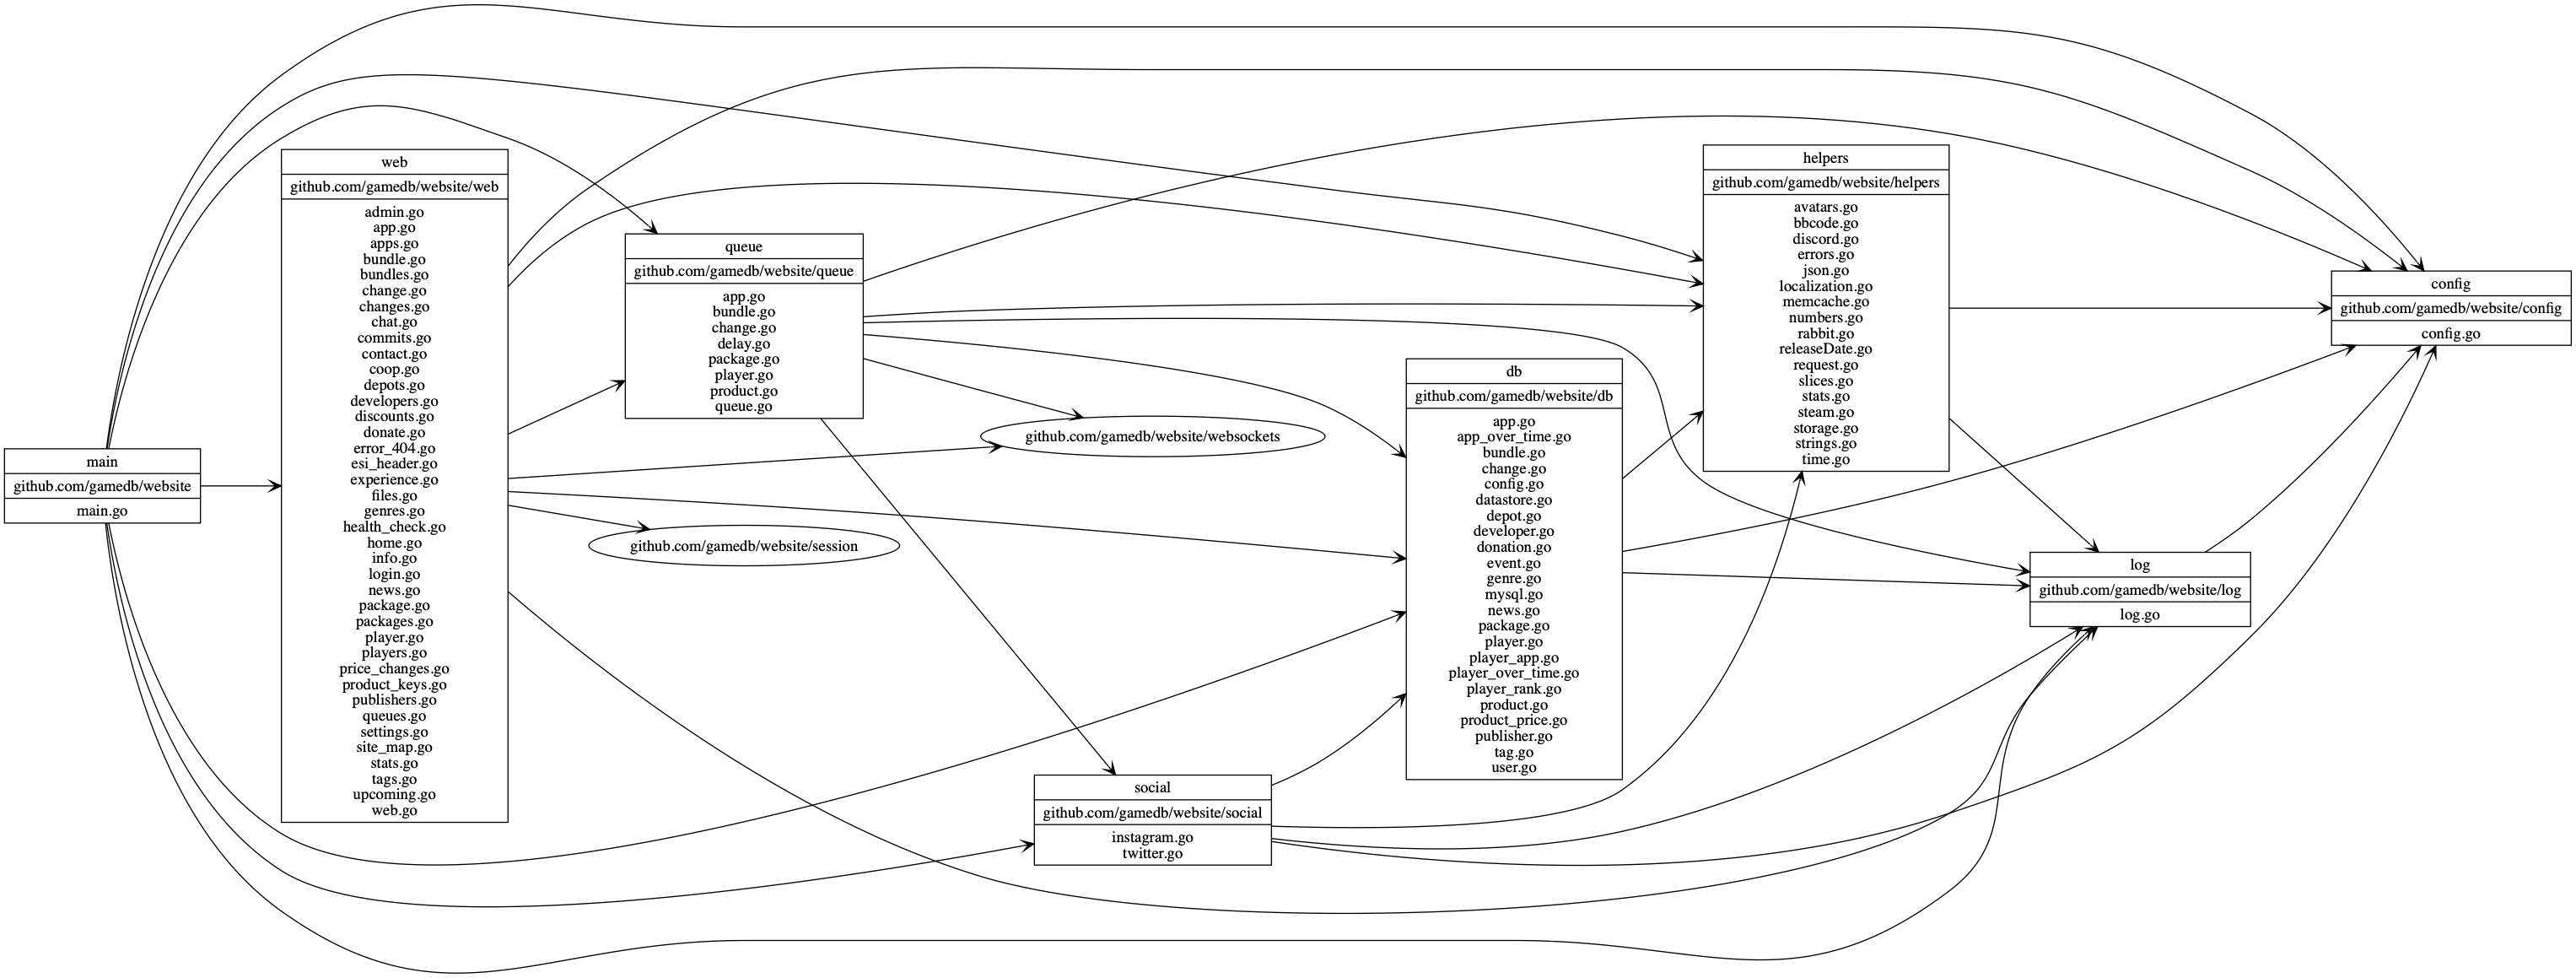 main
github.com/gamedb/website
main.go
web
github.com/gamedb/website/web
admin.go
app.go
apps.go
bundle.go
bundles.go
change.go
changes.go
chat.go
commits.go
contact.go
coop.go
depots.go
developers.go
discounts.go
donate.go
error_404.go
esi_header.go
experience.go
files.go
genres.go
health_check.go
home.go
info.go
login.go
news.go
package.go
packages.go
player.go
players.go
price_changes.go
product_keys.go
publishers.go
queues.go
settings.go
site_map.go
stats.go
tags.go
upcoming.go
web.go
queue
github.com/gamedb/website/queue
app.go
bundle.go
change.go
delay.go
package.go
player.go
product.go
queue.go
github.com/gamedb/website/session
github.com/gamedb/website/websockets
social
github.com/gamedb/website/social
instagram.go
twitter.go
db
github.com/gamedb/website/db
app.go
app_over_time.go
bundle.go
change.go
config.go
datastore.go
depot.go
developer.go
donation.go
event.go
genre.go
mysql.go
news.go
package.go
player.go
player_app.go
player_over_time.go
player_rank.go
product.go
product_price.go
publisher.go
tag.go
user.go
helpers
github.com/gamedb/website/helpers
avatars.go
bbcode.go
discord.go
errors.go
json.go
localization.go
memcache.go
numbers.go
rabbit.go
releaseDate.go
request.go
slices.go
stats.go
steam.go
storage.go
strings.go
time.go
log
github.com/gamedb/website/log
log.go
config
github.com/gamedb/website/config
config.go